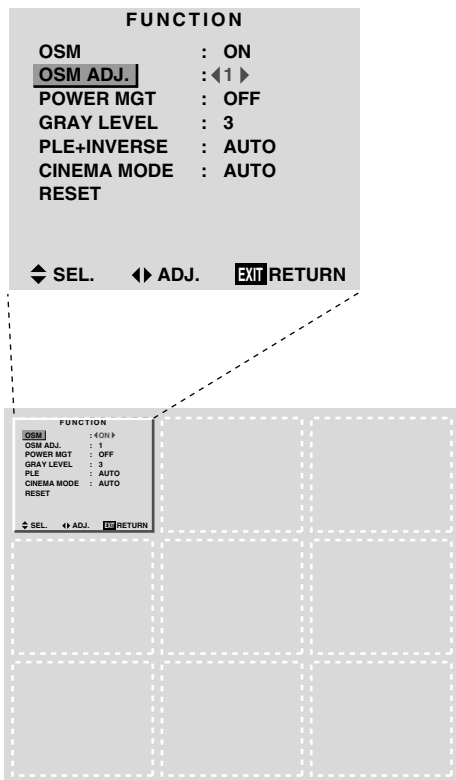 FUNCTION
OSM : ON
OSM ADJ. : ◀1▶
POWER MGT : OFF
GRAY LEVEL : 3
PLE+INVERSE : AUTO
CINEMA MODE : AUTO
RESET
SEL. ADJ. EXIT RETURN
FUNCTION
OSM : ◀ON▶
OSM ADJ. : 1
POWER MGT : OFF
GRAY LEVEL : 3
PLE : AUTO
CINEMA MODE : AUTO
RESET
SEL. ADJ. EXIT RETURN